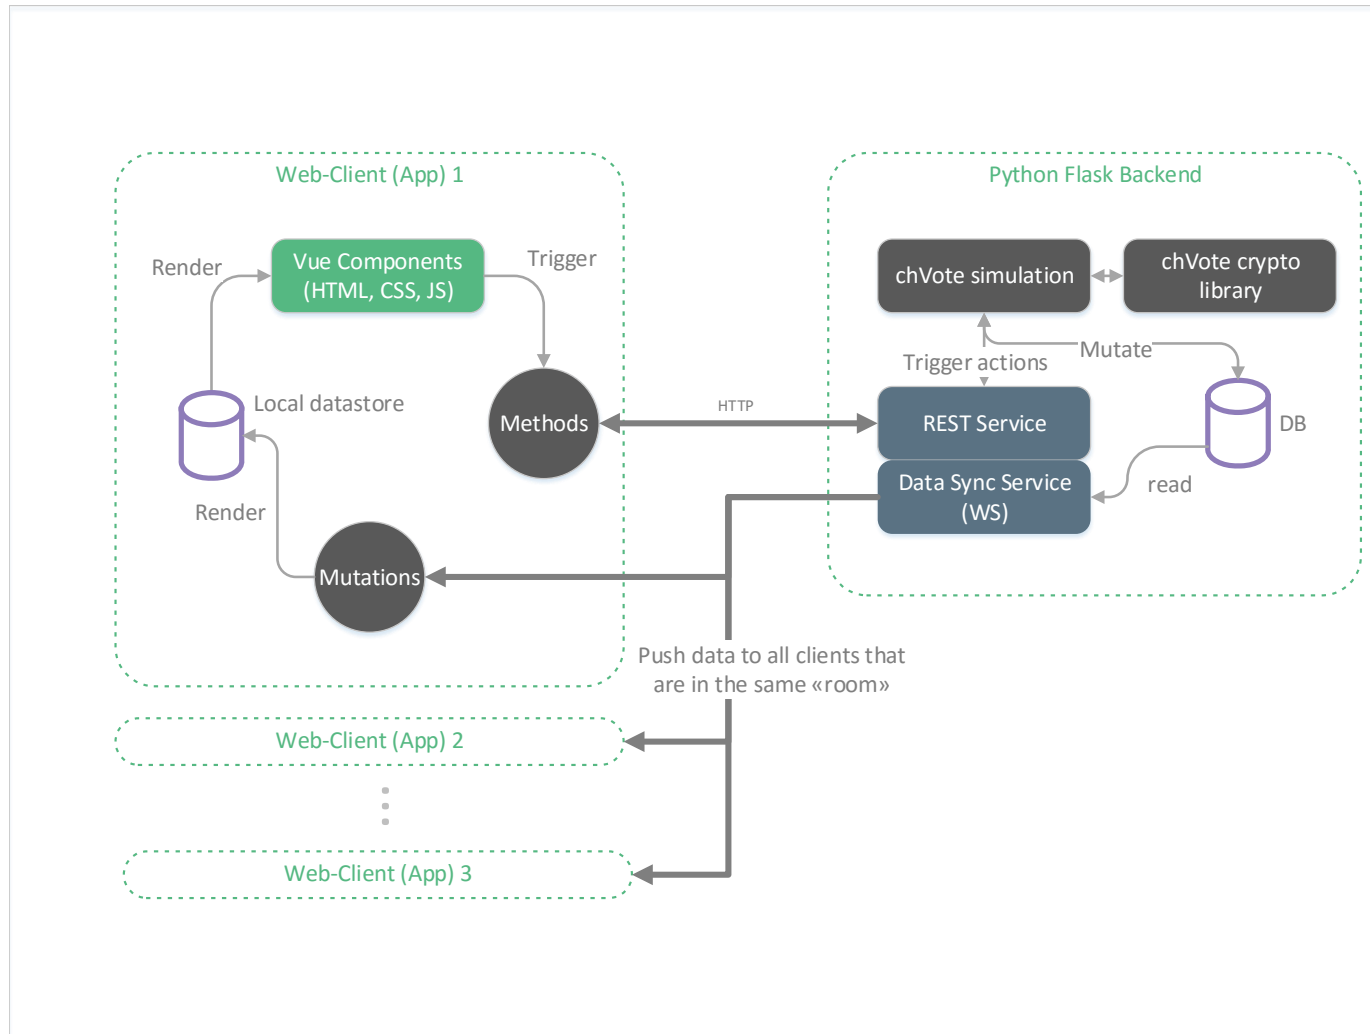 Web-Client (App) 1
Python Flask Backend
Render
Vue Components
(HTML, CSS, JS)
Trigger
chVote simulation
chVote crypto
library
Trigger actions
Mutate
Local datastore
Methods
HTTP
REST Service
DB
Data Sync Service
(WS)
read
Render
Mutations
Push data to all clients that
are in the same «room»
Web-Client (App) 2
Web-Client (App) 3